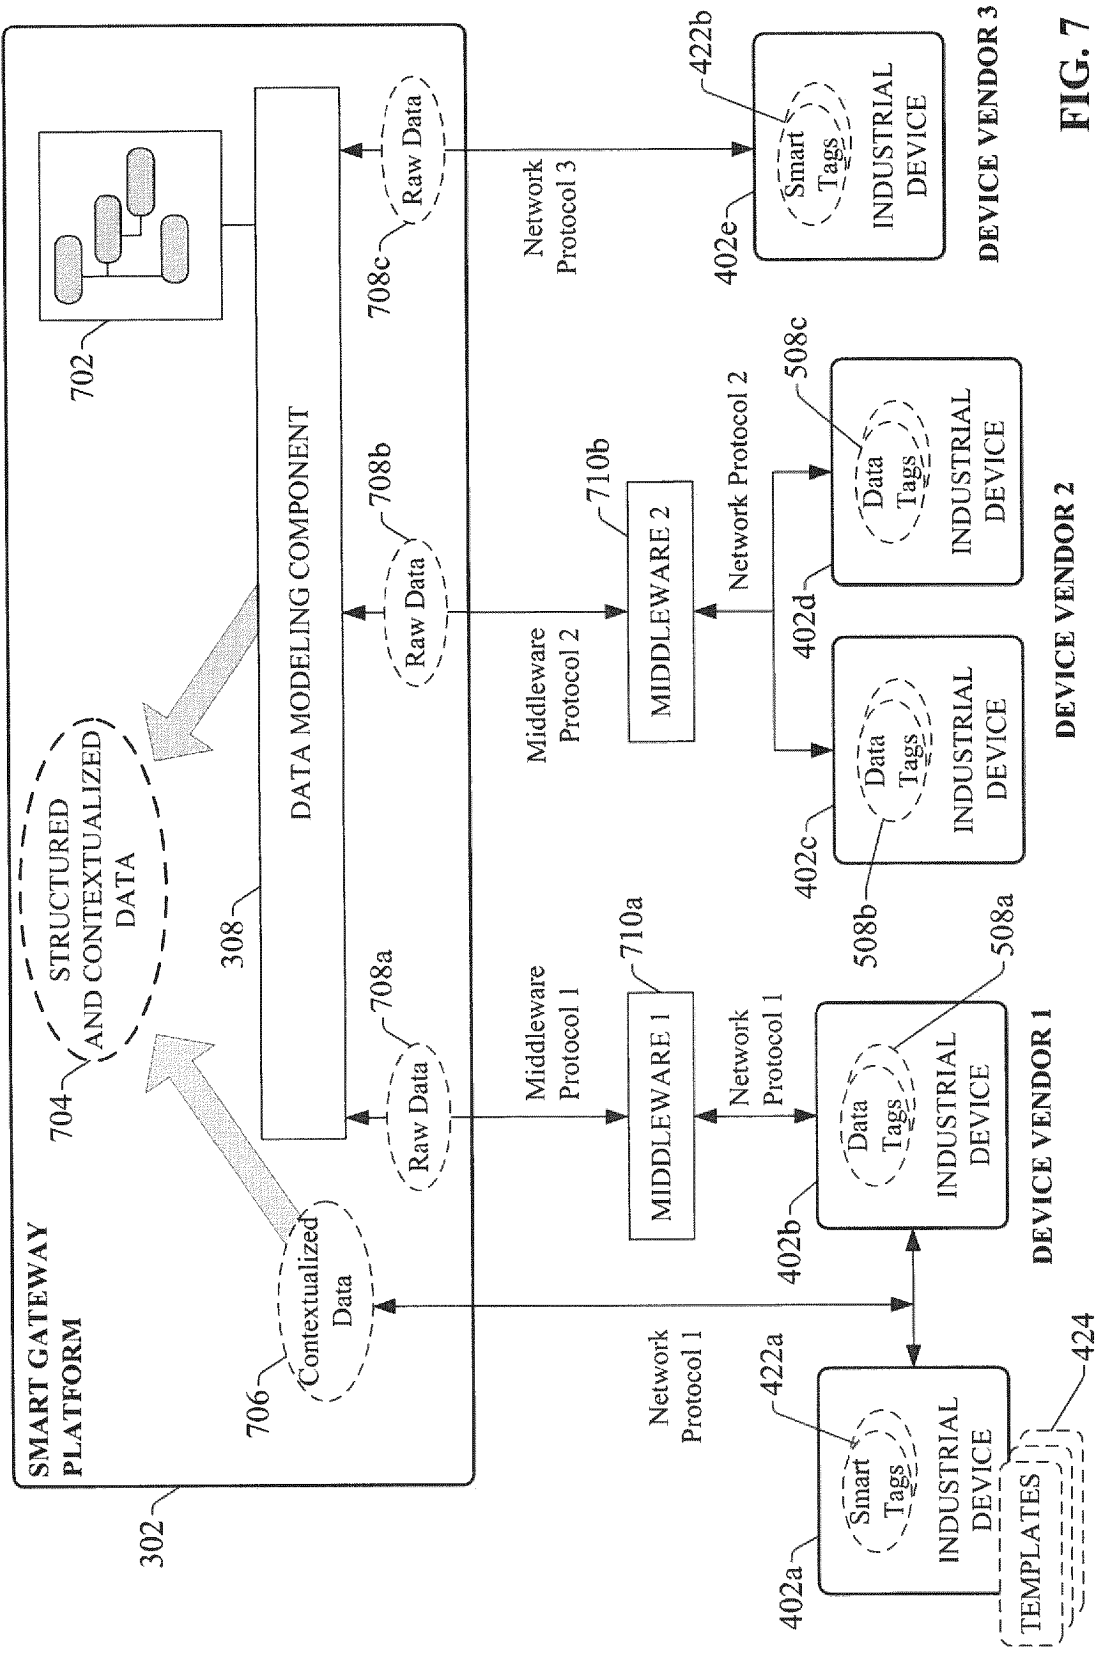 SMART GATEWAY
PLATFORM
302
704
STRUCTURED
AND CONTEXTUALIZED
DATA
702
706
Contextualized
Data
308
DATA MODELING COMPONENT
Raw Data
708a
Raw Data
708b
Raw Data
708c
Network
Protocol 1
Middleware
Protocol 1
Middleware
Protocol 2
Network
Protocol 3
MIDDLEWARE 1
710a
MIDDLEWARE 2
710b
Network
Protocol 1
Network Protocol 2
402a
Smart
Tags
422a
INDUSTRIAL
DEVICE
TEMPLATES
424
402b
Data
Tags
508a
INDUSTRIAL
DEVICE
DEVICE VENDOR 1
402c
Data
Tags
508b
INDUSTRIAL
DEVICE
402d
Data
Tags
508c
INDUSTRIAL
DEVICE
DEVICE VENDOR 2
402e
Smart
Tags
422b
INDUSTRIAL
DEVICE
DEVICE VENDOR 3
FIG. 7